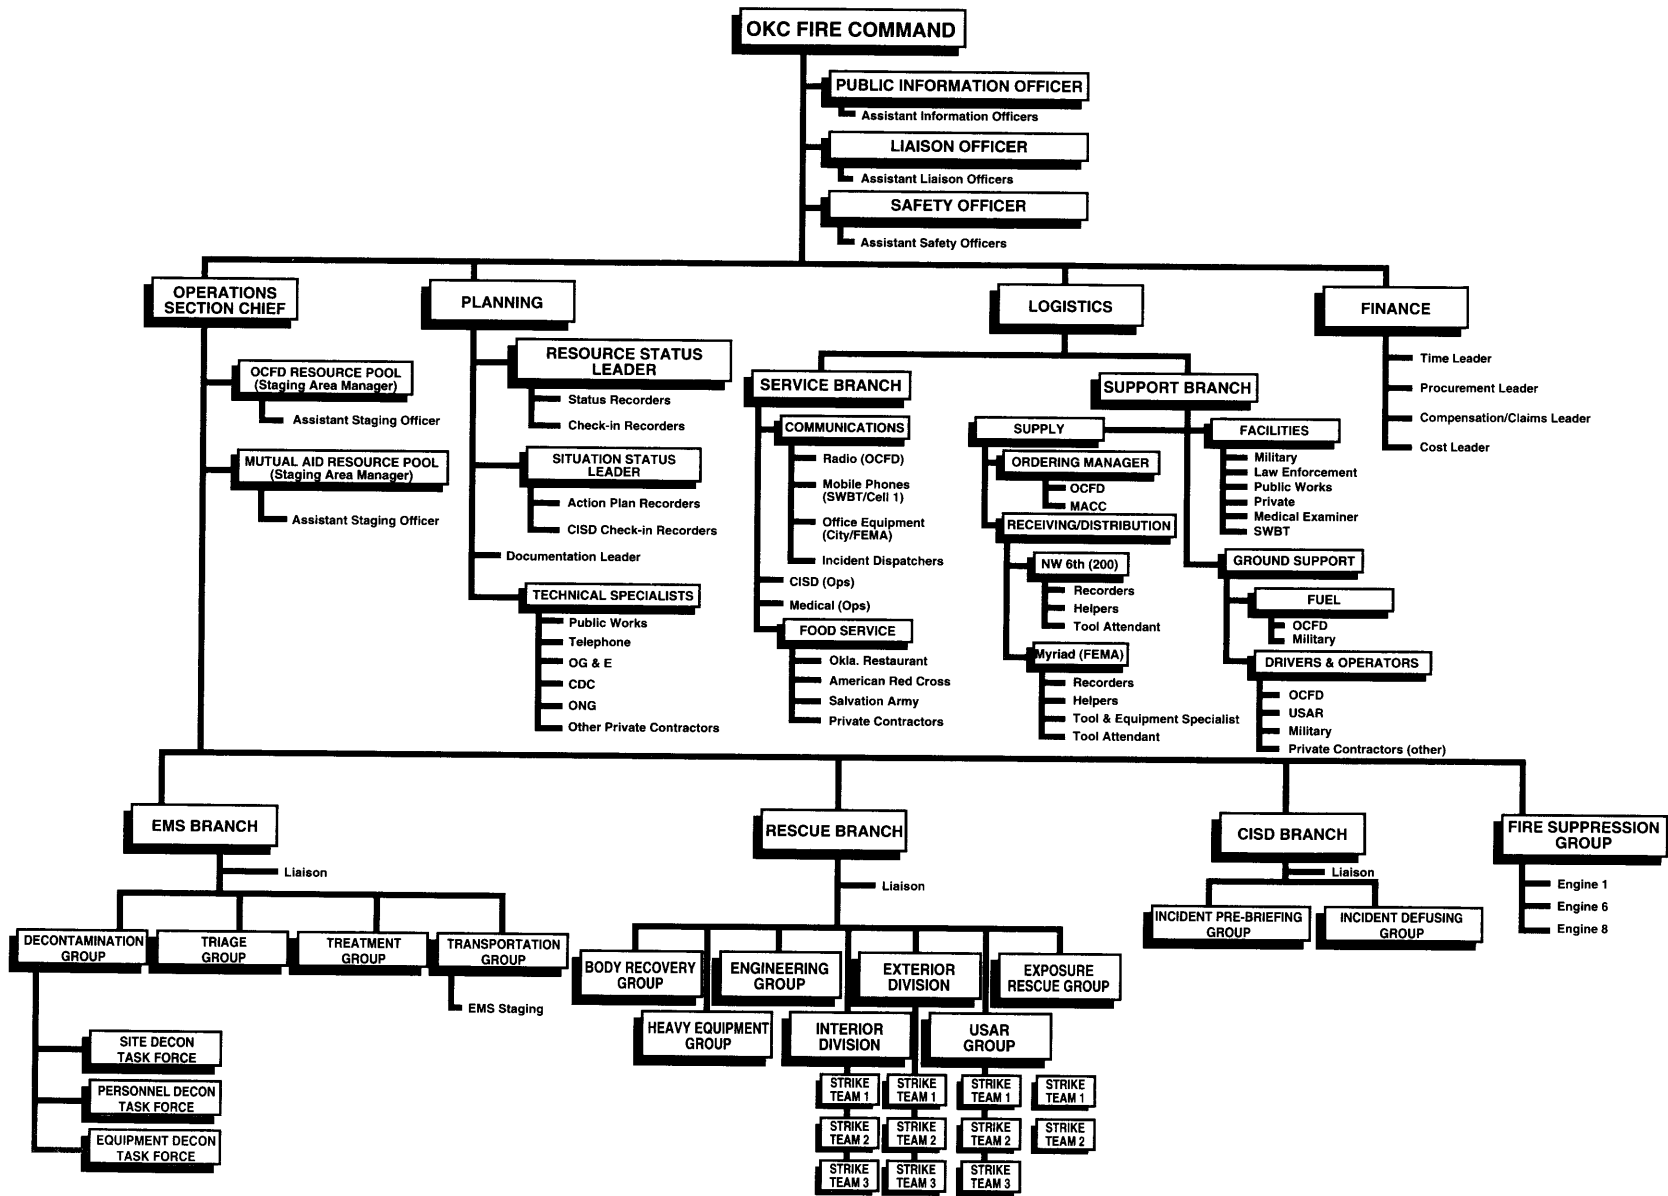 OKC FIRE COMMAND
PUBLIC INFORMATION OFFICER
Assistant Information Officers
LIAISON OFFICER
Assistant Liaison Officers
SAFETY OFFICER
Assistant Safety Officers
OPERATIONS
SECTION CHIEF
OCFD RESOURCE POOL
(Staging Area Manager)
Assistant Staging Officer
MUTUAL AID RESOURCE POOL
(Staging Area Manager)
Assistant Staging Officer
PLANNING
RESOURCE STATUS
LEADER
Status Recorders
Check-in Recorders
SITUATION STATUS
LEADER
Action Plan Recorders
CISD Check-in Recorders
Documentation Leader
TECHNICAL SPECIALISTS
Public Works
Telephone
OG & E
CDC
ONG
Other Private Contractors
LOGISTICS
SERVICE BRANCH
COMMUNICATIONS
Radio (OCFD)
Mobile Phones
(SWBT/Cell 1)
Office Equipment
(City/FEMA)
Incident Dispatchers
CISD (Ops)
Medical (Ops)
FOOD SERVICE
Okla. Restaurant
American Red Cross
Salvation Army
Private Contractors
SUPPORT BRANCH
SUPPLY
ORDERING MANAGER
OCFD
MACC
RECEIVING/DISTRIBUTION
NW 6th (200)
Recorders
Helpers
Tool Attendant
Myriad (FEMA)
Recorders
Helpers
Tool & Equipment Specialist
Tool Attendant
FACILITIES
Military
Law Enforcement
Public Works
Private
Medical Examiner
SWBT
GROUND SUPPORT
FUEL
OCFD
Military
DRIVERS & OPERATORS
OCFD
USAR
Military
Private Contractors (other)
FINANCE
Time Leader
Procurement Leader
Compensation/Claims Leader
Cost Leader
EMS BRANCH
Liaison
DECONTAMINATION
GROUP
TRIAGE
GROUP
TREATMENT
GROUP
TRANSPORTATION
GROUP
EMS Staging
SITE DECON
TASK FORCE
PERSONNEL DECON
TASK FORCE
EQUIPMENT DECON
TASK FORCE
RESCUE BRANCH
Liaison
BODY RECOVERY
GROUP
ENGINEERING
GROUP
EXTERIOR
DIVISION
EXPOSURE
RESCUE GROUP
HEAVY EQUIPMENT
GROUP
INTERIOR
DIVISION
USAR
GROUP
STRIKE
TEAM 1
STRIKE
TEAM 1
STRIKE
TEAM 1
STRIKE
TEAM 1
STRIKE
TEAM 2
STRIKE
TEAM 2
STRIKE
TEAM 2
STRIKE
TEAM 2
STRIKE
TEAM 3
STRIKE
TEAM 3
STRIKE
TEAM 3
CISD BRANCH
Liaison
INCIDENT PRE-BRIEFING
GROUP
INCIDENT DEFUSING
GROUP
FIRE SUPPRESSION
GROUP
Engine 1
Engine 6
Engine 8